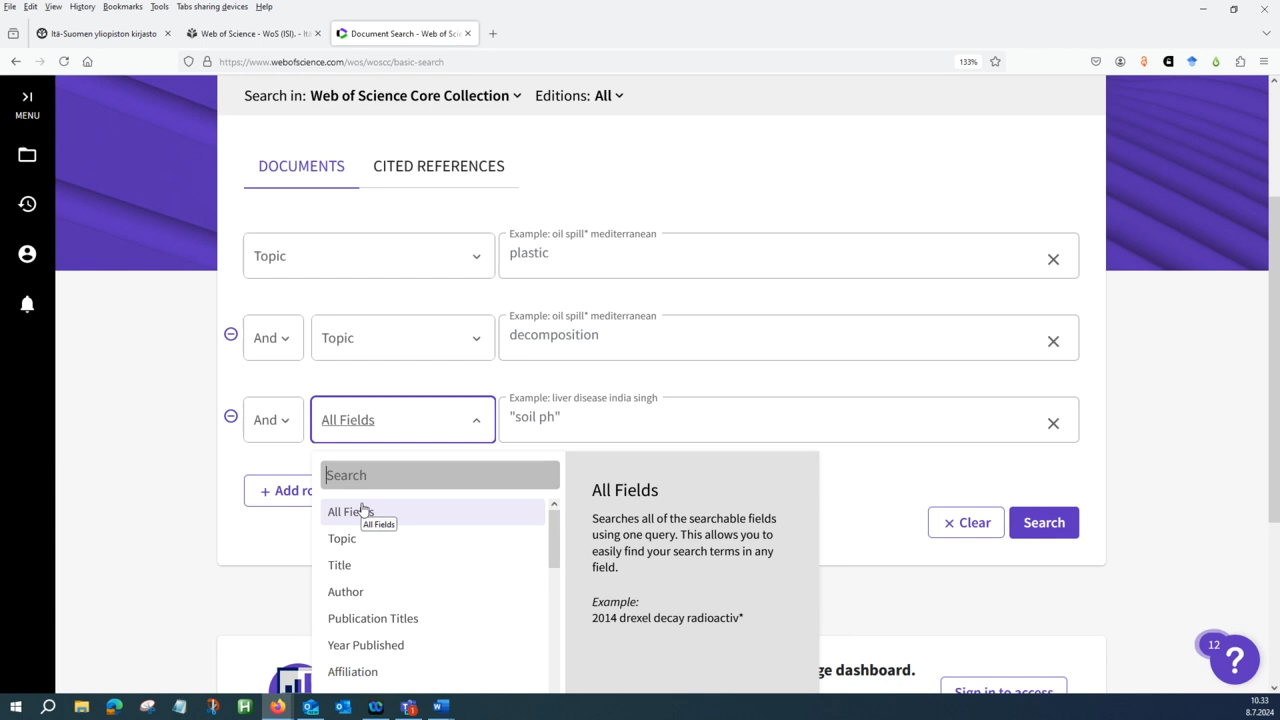 File Edit View History Bookmarks Tools Tabs sharing devices Help
Itä-Suomen yliopiston kirjasto
Web of Science - WoS (ISI). - Itä
Document Search - Web of Scie
https://www.webofscience.com/wos/woscc/basic-search
133%
Search in: Web of Science Core Collection Editions: All
MENU
DOCUMENTS CITED REFERENCES
Example: oil spill* mediterranean
Topic
plastic
Example: oil spill* mediterranean
And
Topic
decomposition
Example: liver disease india singh
And
All Fields
"soil ph"
Search
+ Add ro
All Fields
All Fields
Topic
Title
Author
Publication Titles
Year Published
Affiliation
All Fields
Searches all of the searchable fields
using one query. This allows you to
easily find your search terms in any
field.
Example:
2014 drexel decay radioactiv*
Clear
Search
12
?
ge dashboard.
Sign in to access
10.33
8.7.2024